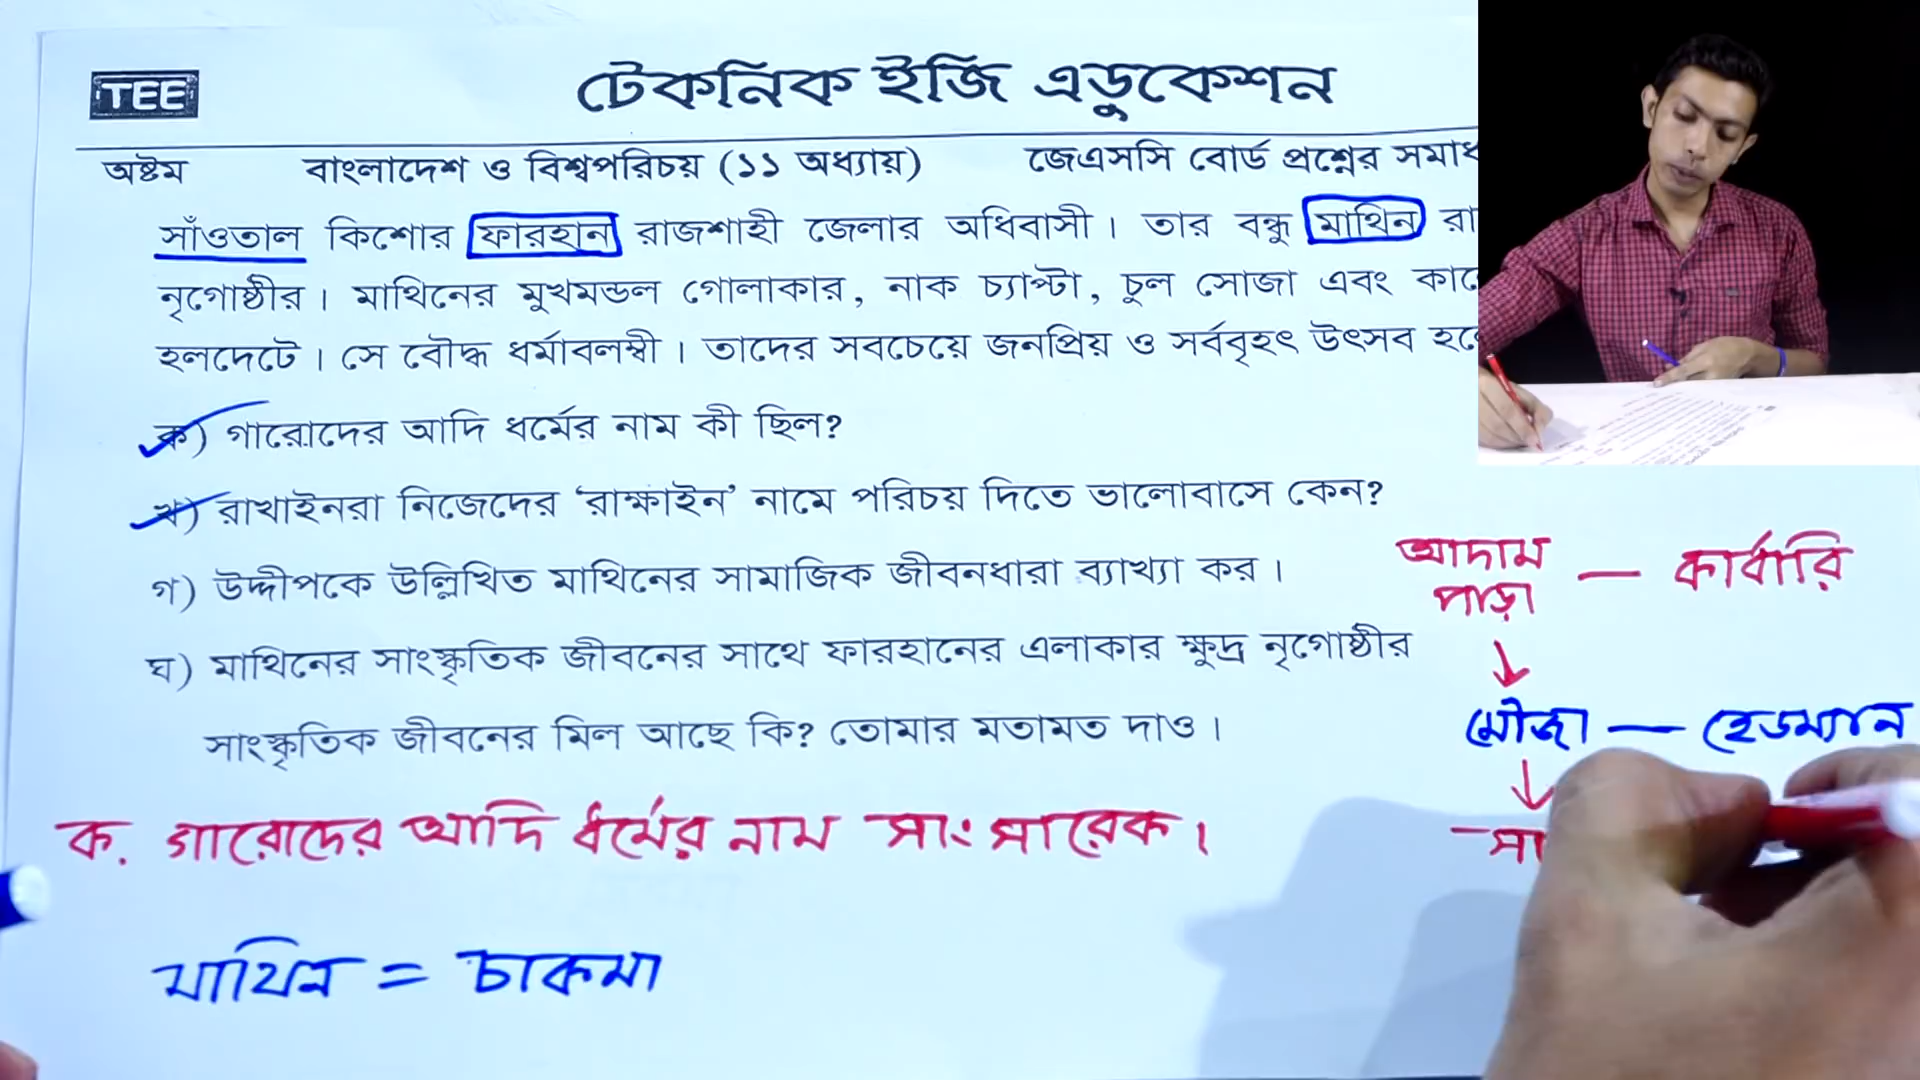 TEE
টেকনিক ইজি এডুকেশন
অষ্টম বাংলাদেশ ও বিশ্বপরিচয় (১১ অধ্যায়) জেএসসি বোর্ড প্রশ্নের
সাঁওতাল কিশোর ফারহান রাজশাহী জেলার অধিবাসী। তার বন্ধু মাথিন
নৃগোষ্ঠীর। মাথিনের মুখমন্ডল গোলাকার, নাক চ্যাপ্টা, চুল সোজা এবং
হলদেটে। সে বৌদ্ধ ধর্মাবলম্বী। তাদের সবচেয়ে জনপ্রিয় ও সর্ববৃহৎ উৎসব
ক) গারোদের আদি ধর্মের নাম কী ছিল?
খ) রাখাইনরা নিজেদের ‘রাক্ষাইন’ নামে পরিচয় দিতে ভালোবাসে কেন?
গ) উদ্দীপকে উল্লিখিত মাথিনের সামাজিক জীবনধারা ব্যাখ্যা কর।
ঘ) মাথিনের সাংস্কৃতিক জীবনের সাথে ফারহানের এলাকার ক্ষুদ্র নৃগোষ্ঠীর
সাংস্কৃতিক জীবনের মিল আছে কি? তোমার মতামত দাও।
আদাম
পাড়া — কার্বারি
মৌজা — হেডম্যান
ক. গারোদের আদি ধর্মের নাম সাংসারেক।
মাথিন = চাকমা